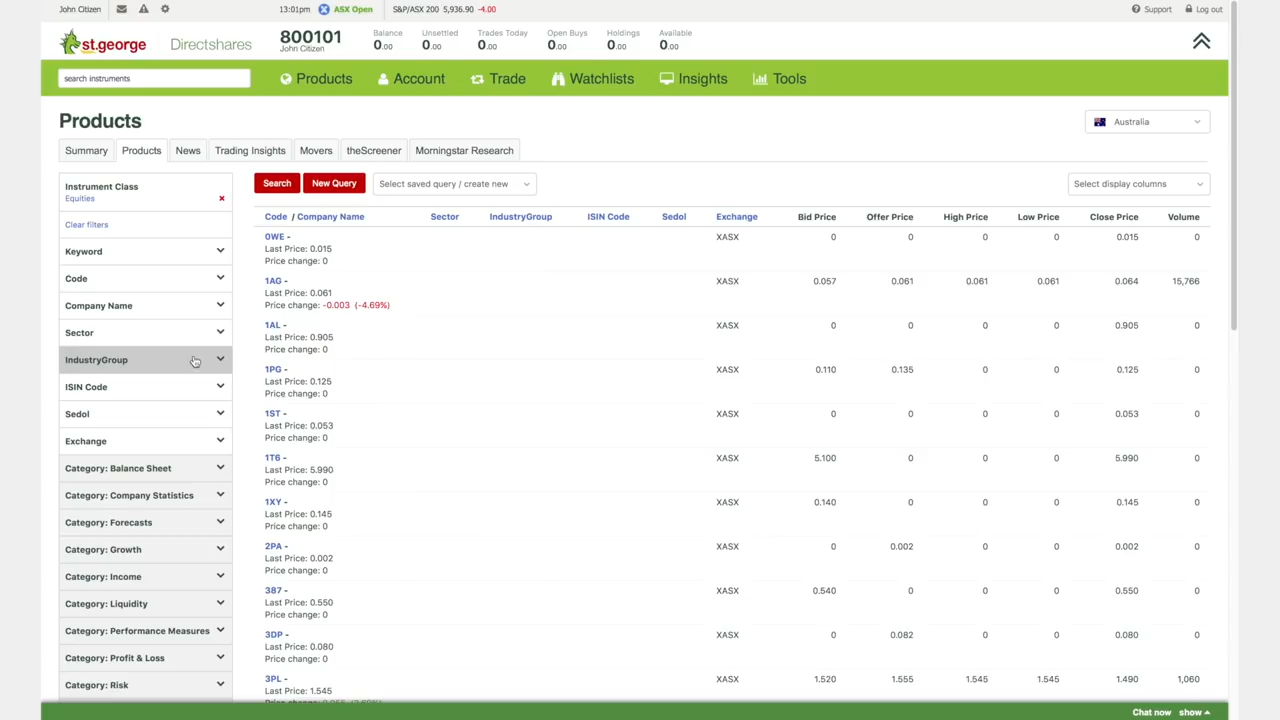 John Citizen 13:01pm ASX Open S&P/ASX 200 5,936.90 -4.00 Support Log out
st.george Directshares 800101 John Citizen
Balance Unsettled Trades Today Open Buys Holdings Available
0.00 0.00 0.00 0.00 0.00 0.00
search instruments Products Account Trade Watchlists Insights Tools
Products Australia
Summary Products News Trading Insights Movers theScreener Morningstar Research
Instrument Class
Equities
Clear filters
Keyword
Code
Company Name
Sector
IndustryGroup
ISIN Code
Sedol
Exchange
Category: Balance Sheet
Category: Company Statistics
Category: Forecasts
Category: Growth
Category: Income
Category: Liquidity
Category: Performance Measures
Category: Profit & Loss
Category: Risk
Search New Query Select saved query / create new Select display columns
Code / Company Name Sector IndustryGroup ISIN Code Sedol Exchange Bid Price Offer Price High Price Low Price Close Price Volume
0WE - XASX 0 0 0 0 0.015 0
Last Price: 0.015
Price change: 0
1AG - XASX 0.057 0.061 0.061 0.061 0.064 15,766
Last Price: 0.061
Price change: -0.003 (-4.69%)
1AL - XASX 0 0 0 0 0.905 0
Last Price: 0.905
Price change: 0
1PG - XASX 0.110 0.135 0 0 0.125 0
Last Price: 0.125
Price change: 0
1ST - XASX 0 0 0 0 0.053 0
Last Price: 0.053
Price change: 0
1T6 - XASX 5.100 0 0 0 5.990 0
Last Price: 5.990
Price change: 0
1XY - XASX 0.140 0 0 0 0.145 0
Last Price: 0.145
Price change: 0
2PA - XASX 0 0.002 0 0 0.002 0
Last Price: 0.002
Price change: 0
387 - XASX 0.540 0 0 0 0.550 0
Last Price: 0.550
Price change: 0
3DP - XASX 0 0.082 0 0 0.080 0
Last Price: 0.080
Price change: 0
3PL - XASX 1.520 1.555 1.545 1.545 1.490 1,060
Last Price: 1.545
Chat now show